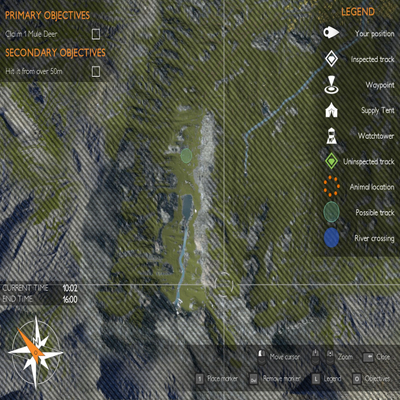 PRIMARY OBJECTIVES
Claim 1 Mule Deer
SECONDARY OBJECTIVES
Hit it from over 50m
LEGEND
Your position
Inspected track
Waypoint
Supply Tent
Watchtower
Uninspected track
Animal location
Possible track
River crossing
CURRENT TIME 10:02
END TIME 16:00
Move cursor
Zoom
Close
Place marker
Remove marker
L Legend
O Objectives